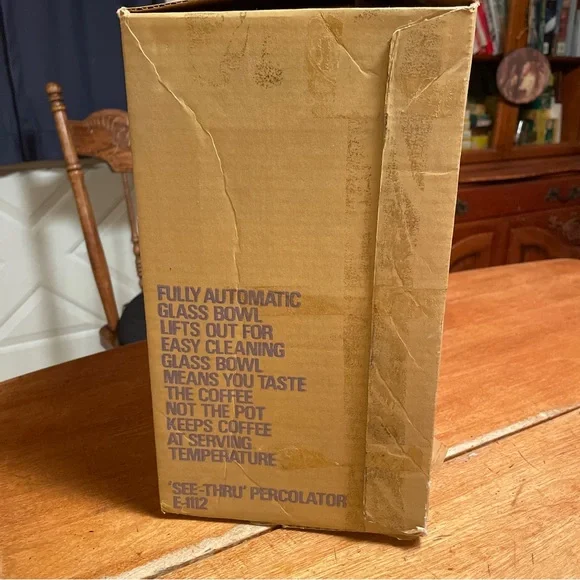 FULLY AUTOMATIC
GLASS BOWL
LIFTS OUT FOR
EASY CLEANING
GLASS BOWL
MEANS YOU TASTE
THE COFFEE
NOT THE POT
KEEPS COFFEE
AT SERVING
TEMPERATURE
'SEE-THRU' PERCOLATOR
E-1112